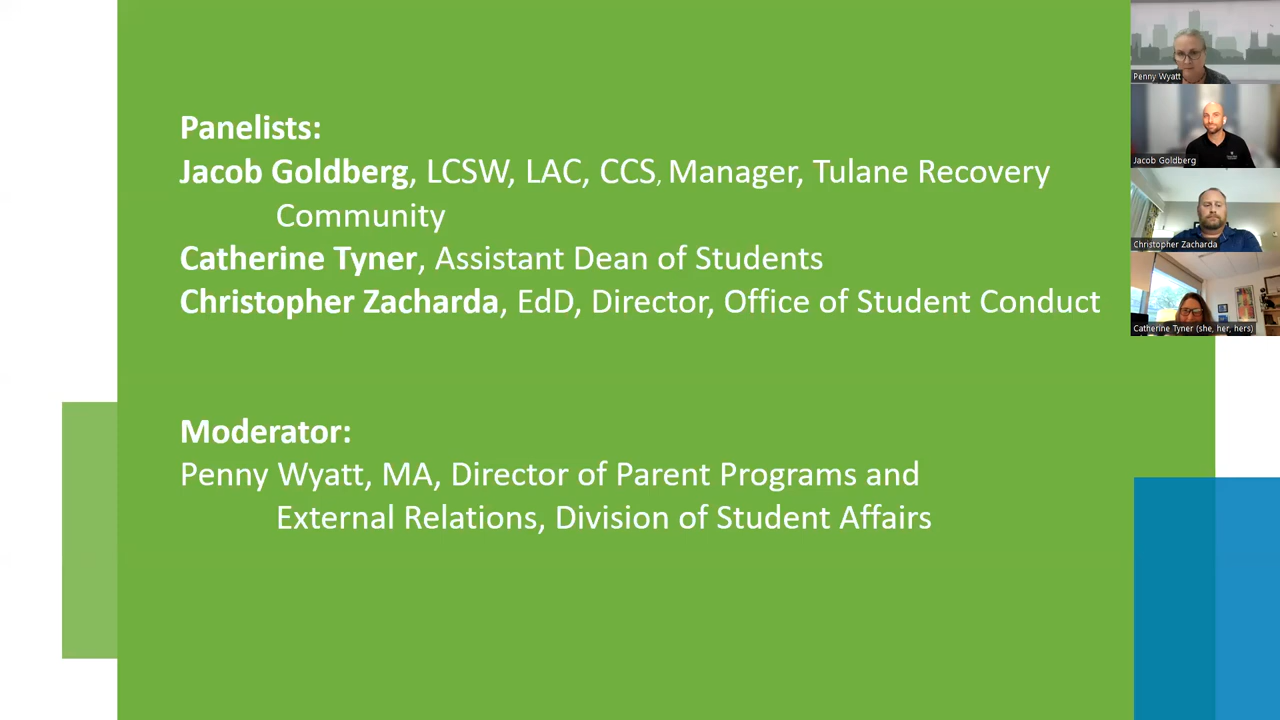 Panelists:
Jacob Goldberg, LCSW, LAC, CCS, Manager, Tulane Recovery
Community
Catherine Tyner, Assistant Dean of Students
Christopher Zacharda, EdD, Director, Office of Student Conduct
Moderator:
Penny Wyatt, MA, Director of Parent Programs and
External Relations, Division of Student Affairs
Penny Wyatt
Jacob Goldberg
Christopher Zacharda
Catherine Tyner (she, her, hers)